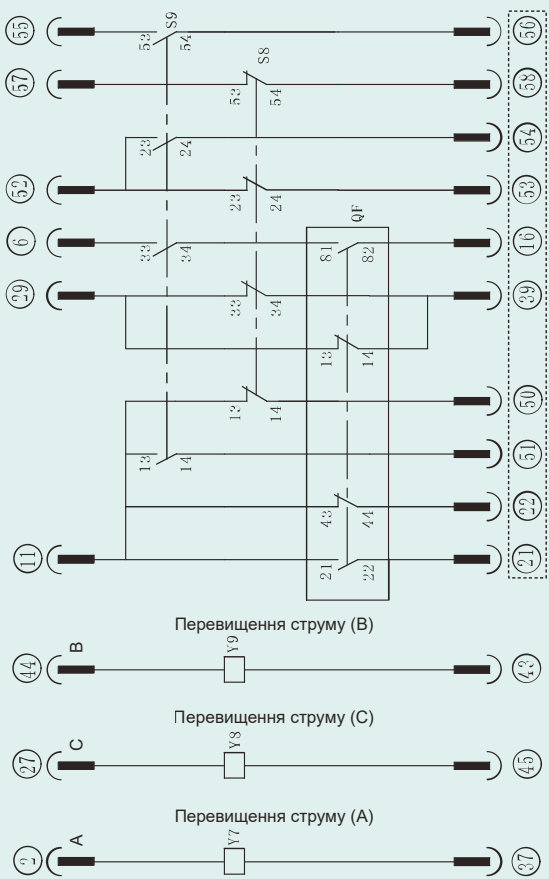 55 57 52 6 29 11 44 27 2
S9
53 54
S8
53 54
23 24
23 24
QF
33 34
81 82
33 34
13 14
13 14
13 14
43 44
21 22
56 58 54 53 16 39 50 51 22 21
Перевищення струму (B)
B
Y9
43
Перевищення струму (C)
C
Y8
45
Перевищення струму (A)
A
Y7
37